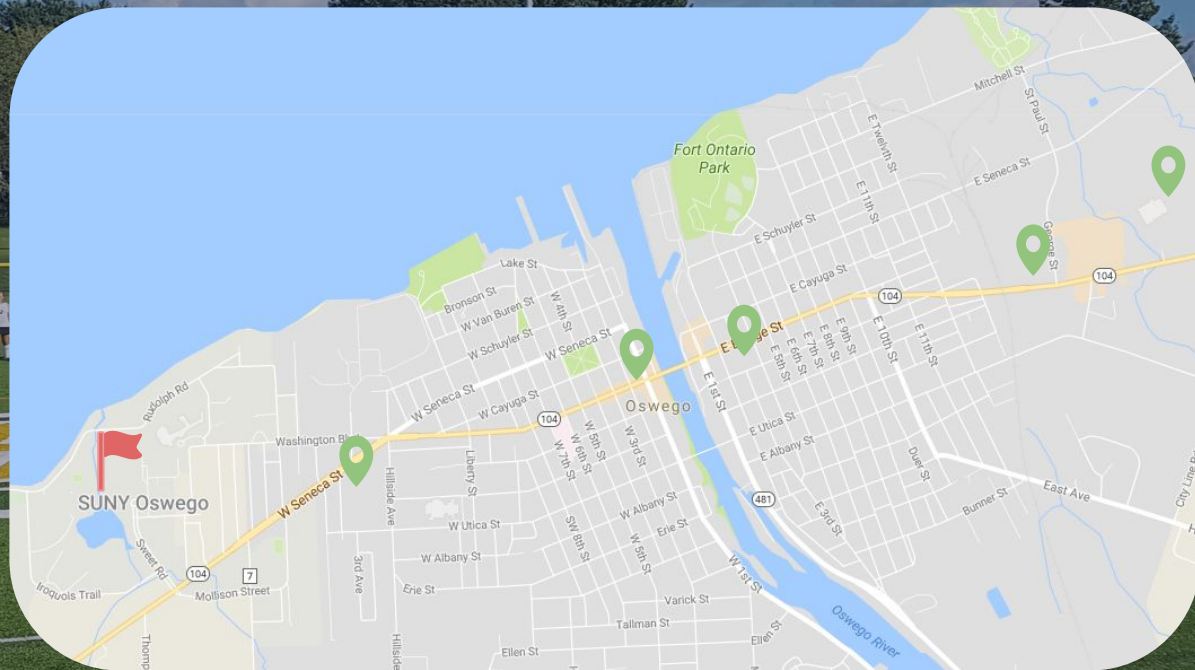 Mitchell St
St Paul St
Fort Ontario
Park
E Twelvth St
E Seneca St
E 11th St
E Schuyler St
George St
Lake St
E Cayuga St
104
104
Bronson St
W Van Buren St
W 4th St
W Schuyler St
W Seneca St
E 9th St
E 8th St
E 7th St
E 6th St
E 5th St
E 10th St
E 11th St
Rudolph Rd
W Seneca St
W Cayuga St
Oswego
E 1st St
104
Washington
W 5th St
W 6th St
W 7th St
W 3rd St
E Utica St
E Albany St
SUNY Oswego
W Seneca St
Hillside Ave
Liberty St
Duer St
East Ave
City Line
481
Bunner St
E 3rd St
W Albany St
Erie St
W Utica St
SW 8th St
W 5th St
W 1st St
Sweet Rd
104
7
W Albany St
3rd Ave
Erie St
Iroquois Trail
Mollison Street
Varick St
Tallman St
Ellen St
Ellen St
Oswego River
Hillside
Thomp